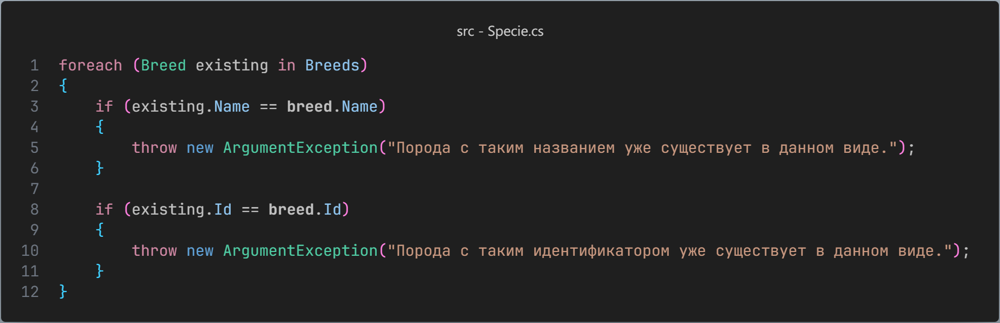 src - Specie.cs
1 foreach (Breed existing in Breeds)
2 {
3     if (existing.Name == breed.Name)
4     {
5         throw new ArgumentException("Порода с таким названием уже существует в данном виде.");
6     }
7
8     if (existing.Id == breed.Id)
9     {
10         throw new ArgumentException("Порода с таким идентификатором уже существует в данном виде.");
11     }
12 }